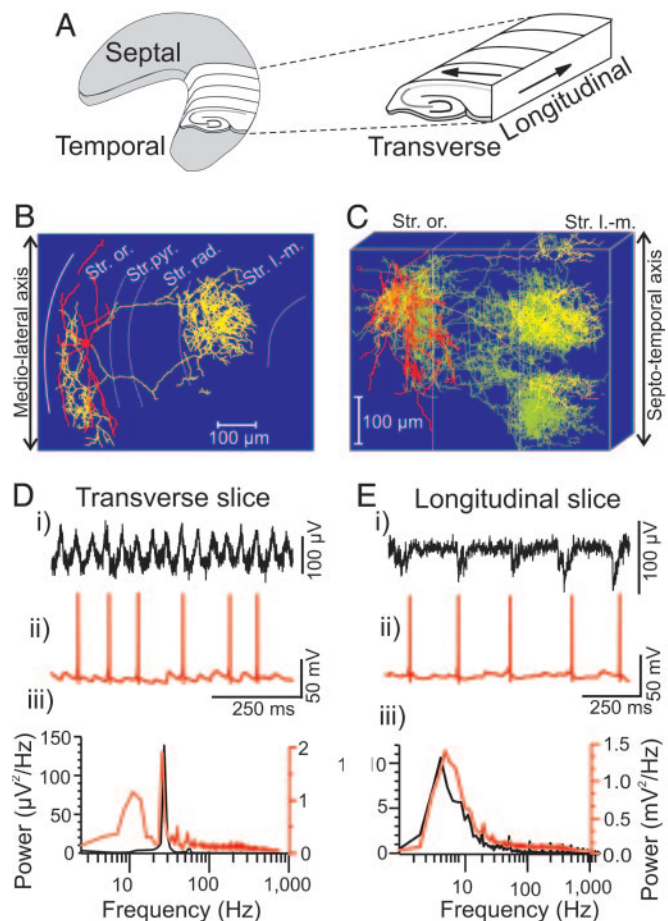 A
Septal
Temporal
Transverse
Longitudinal
B
Medio-lateral axis
Str. or.
Str.pyr.
Str. rad.
Str. l.-m.
100 µm
C
Str. or.
Str. l.-m.
Septo-temporal axis
100 µm
D
Transverse slice
i)
100 µV
ii)
50 mV
250 ms
iii)
Power (µV²/Hz)
150
100
50
0
2
1
0
10
100
1,000
Frequency (Hz)
E
Longitudinal slice
i)
100 µV
ii)
50 mV
250 ms
iii)
10
5
0
1.5
1.0
0.5
0.0
Power (mV²/Hz)
10
100
1,000
Frequency (Hz)